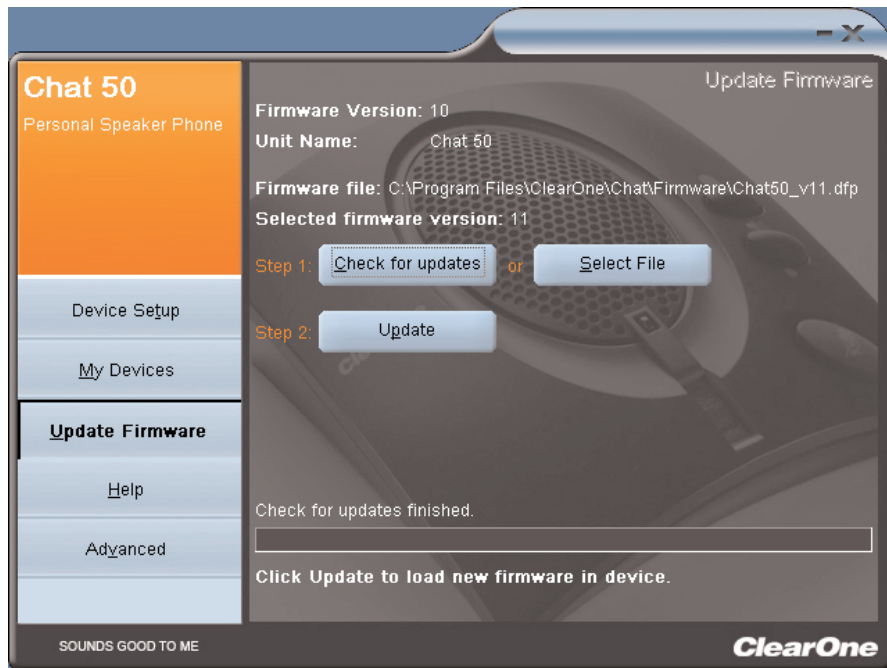 Chat 50
Personal Speaker Phone
Update Firmware
Firmware Version: 10
Unit Name: Chat 50
Firmware file: C:\Program Files\ClearOne\Chat\Firmware\Chat50_v11.dfp
Selected firmware version: 11
Step 1: Check for updates or Select File
Step 2: Update
Device Setup
My Devices
Update Firmware
Help
Advanced
Check for updates finished.
Click Update to load new firmware in device.
SOUNDS GOOD TO ME
ClearOne